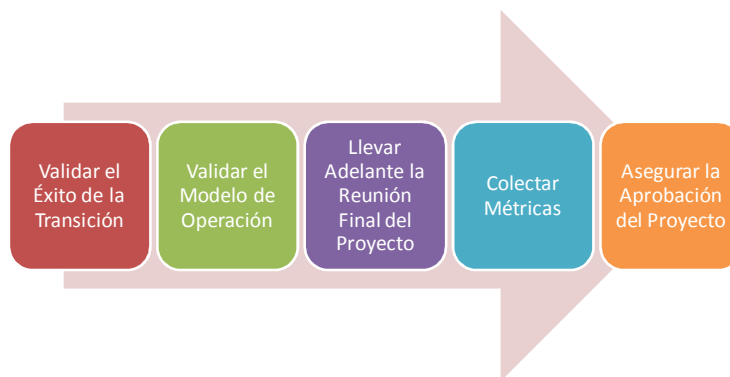 Validar el
Éxito de la
Transición
Validar el
Modelo de
Operación
Llevar
Adelante la
Reunión
Final del
Proyecto
Colectar
Métricas
Asegurar la
Aprobación
del Proyecto